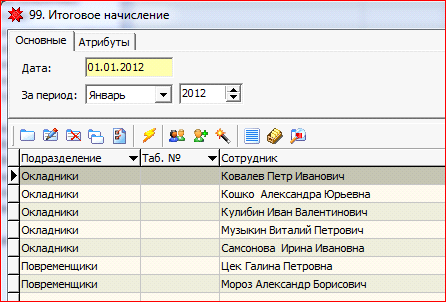 99. Итоговое начисление
Основные Атрибуты
Дата: 01.01.2012
За период: Январь 2012
Подразделение Таб. № Сотрудник
Окладники Ковалев Петр Иванович
Окладники Кошко Александра Юрьевна
Окладники Кулибин Иван Валентинович
Окладники Музыкин Виталий Петрович
Окладники Самсонова Ирина Ивановна
Повременщики Цек Галина Петровна
Повременщики Мороз Александр Борисович